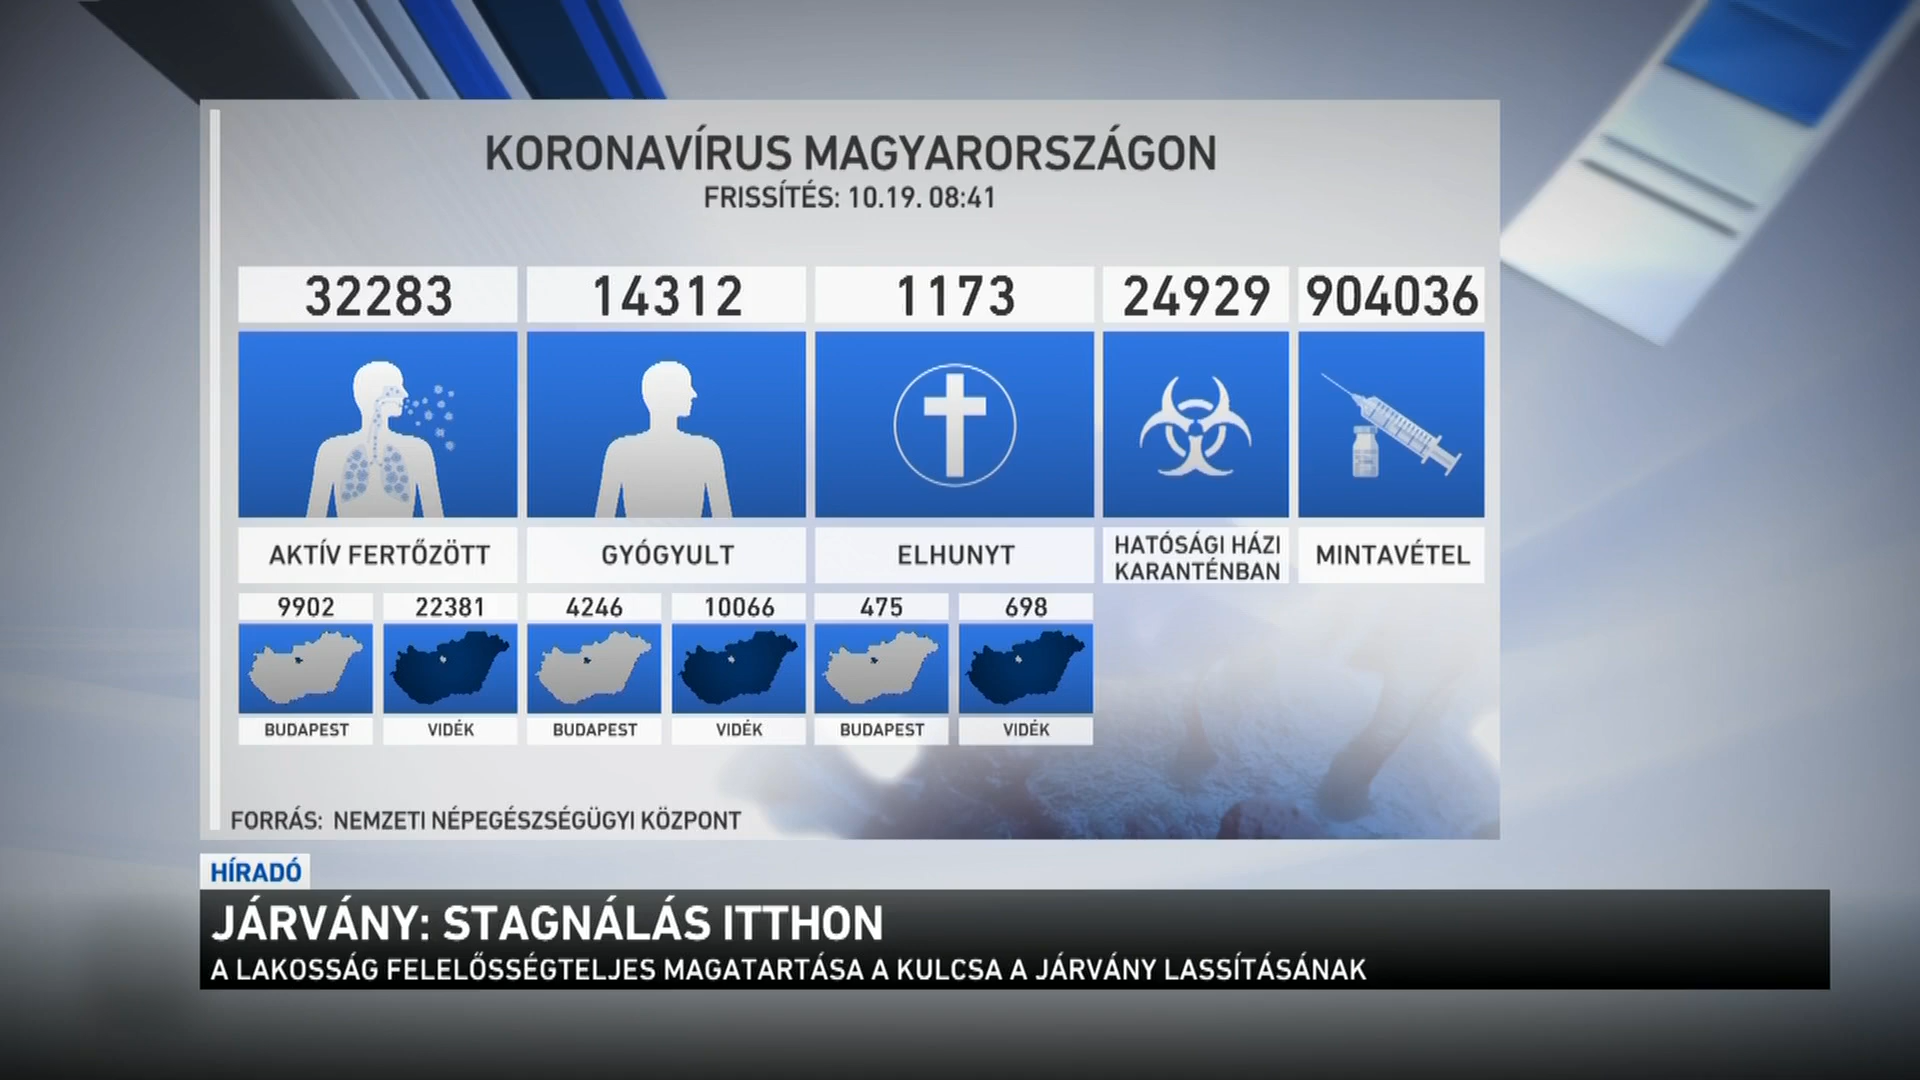 KORONAVÍRUS MAGYARORSZÁGON
FRISSÍTÉS: 10.19. 08:41
32283
14312
1173
24929
904036
AKTÍV FERTŐZÖTT
GYÓGYULT
ELHUNYT
HATÓSÁGI HÁZI
KARANTÉNBAN
MINTAVÉTEL
9902
22381
4246
10066
475
698
BUDAPEST
VIDÉK
BUDAPEST
VIDÉK
BUDAPEST
VIDÉK
FORRÁS: NEMZETI NÉPEGÉSZSÉGÜGYI KÖZPONT
HÍRADÓ
JÁRVÁNY: STAGNÁLÁS ITTHON
A LAKOSSÁG FELELŐSSÉGTELJES MAGATARTÁSA A KULCSA A JÁRVÁNY LASSÍTÁSÁNAK